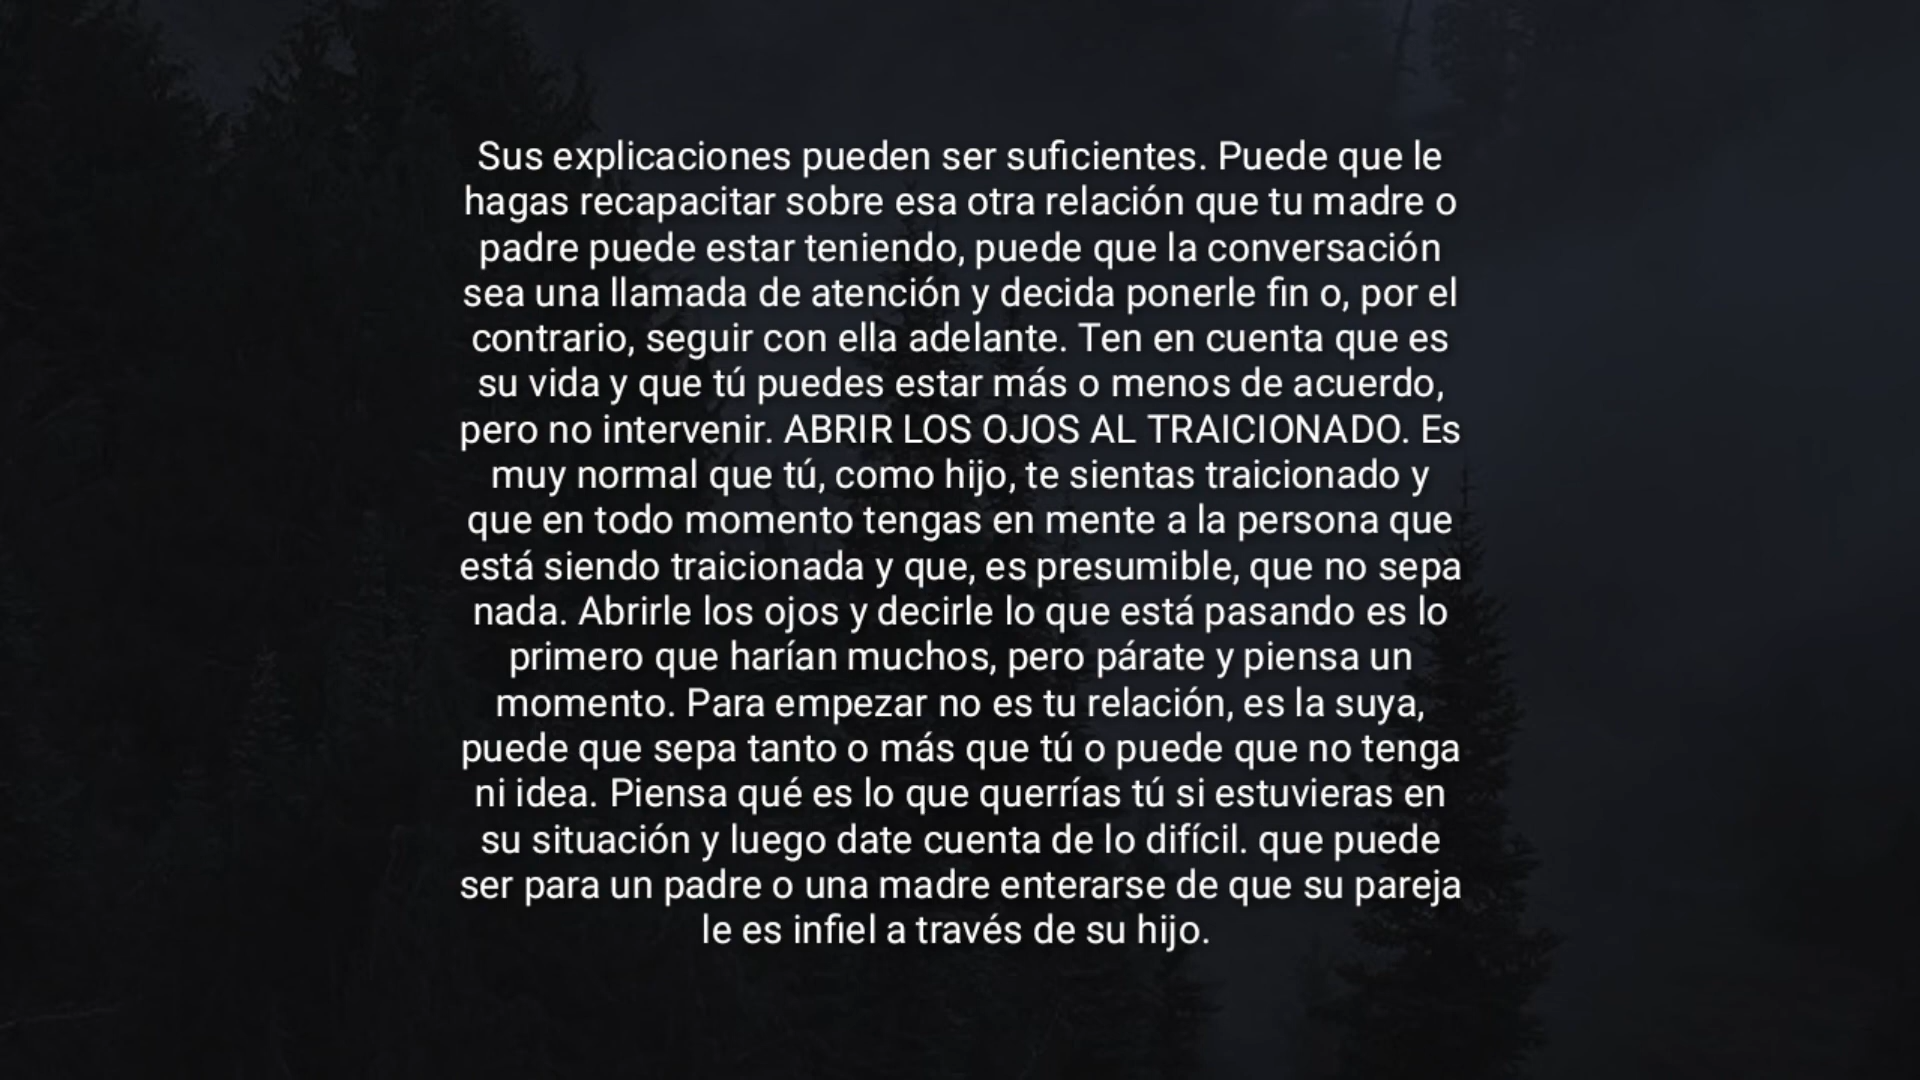 Sus explicaciones pueden ser suficientes. Puede que le
hagas recapacitar sobre esa otra relación que tu madre o
padre puede estar teniendo, puede que la conversación
sea una llamada de atención y decida ponerle fin o, por el
contrario, seguir con ella adelante. Ten en cuenta que es
su vida y que tú puedes estar más o menos de acuerdo,
pero no intervenir. ABRIR LOS OJOS AL TRAICIONADO. Es
muy normal que tú, como hijo, te sientas traicionado y
que en todo momento tengas en mente a la persona que
está siendo traicionada y que, es presumible, que no sepa
nada. Abrirle los ojos y decirle lo que está pasando es lo
primero que harían muchos, pero párate y piensa un
momento. Para empezar no es tu relación, es la suya,
puede que sepa tanto o más que tú o puede que no tenga
ni idea. Piensa qué es lo que querrías tú si estuvieras en
su situación y luego date cuenta de lo difícil. que puede
ser para un padre o una madre enterarse de que su pareja
le es infiel a través de su hijo.